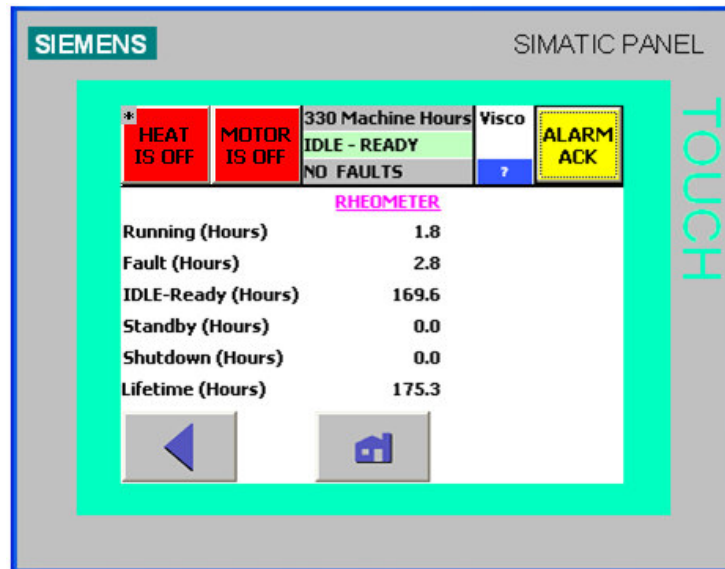 SIEMENS
SIMATIC PANEL
TOUCH
*
HEAT
IS OFF
MOTOR
IS OFF
330 Machine Hours
IDLE - READY
NO FAULTS
Visco
?
ALARM
ACK
RHEOMETER
Running (Hours) 1.8
Fault (Hours) 2.8
IDLE-Ready (Hours) 169.6
Standby (Hours) 0.0
Shutdown (Hours) 0.0
Lifetime (Hours) 175.3